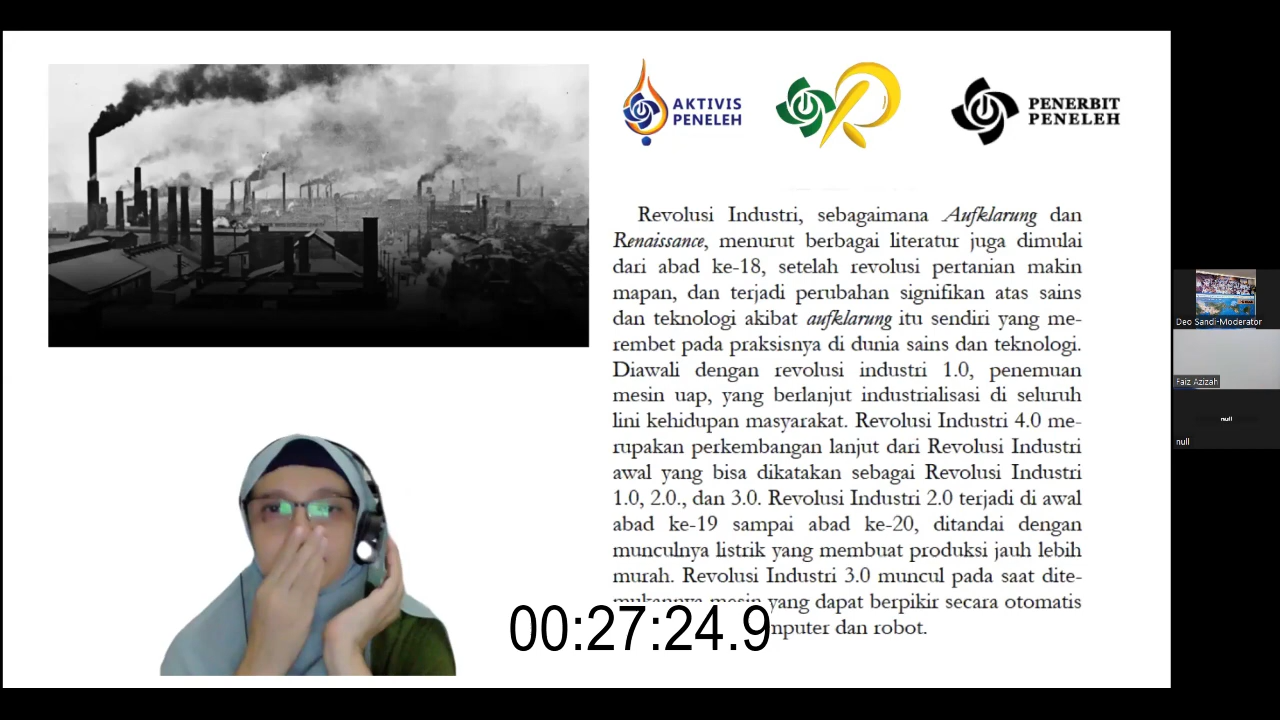 AKTIVIS
PENELEH
PENERBIT
PENELEH
Revolusi Industri, sebagaimana Aufklarung dan
Renaissance, menurut berbagai literatur juga dimulai
dari abad ke-18, setelah revolusi pertanian makin
mapan, dan terjadi perubahan signifikan atas sains
dan teknologi akibat aufklarung itu sendiri yang me-
rembet pada praksisnya di dunia sains dan teknologi.
Diawali dengan revolusi industri 1.0, penemuan
mesin uap, yang berlanjut industrialisasi di seluruh
lini kehidupan masyarakat. Revolusi Industri 4.0 me-
rupakan perkembangan lanjut dari Revolusi Industri
awal yang bisa dikatakan sebagai Revolusi Industri
1.0, 2.0., dan 3.0. Revolusi Industri 2.0 terjadi di awal
abad ke-19 sampai abad ke-20, ditandai dengan
munculnya listrik yang membuat produksi jauh lebih
murah. Revolusi Industri 3.0 muncul pada saat dite-
yang dapat berpikir secara otomatis
mputer dan robot.
00:27:24.9
Deo Sandi-Moderator
Faiz Azizah
null
null